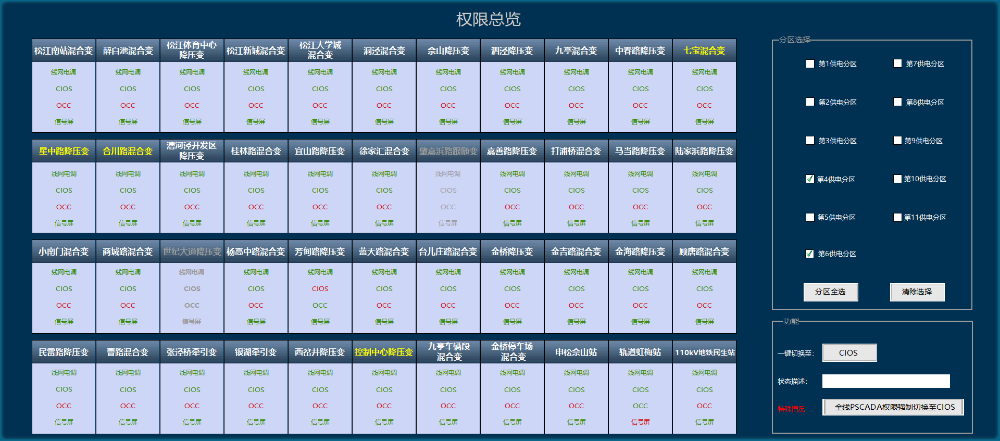 权限总览
松江南站混合变
醉白池混合变
松江体育中心
降压变
松江新城混合变
松江大学城
混合变
洞泾混合变
佘山降压变
泗泾降压变
九亭混合变
中春路降压变
七宝混合变
线网电调 线网电调 线网电调 线网电调 线网电调 线网电调 线网电调 线网电调 线网电调 线网电调 线网电调
CIOS CIOS CIOS CIOS CIOS CIOS CIOS CIOS CIOS CIOS CIOS
OCC OCC OCC OCC OCC OCC OCC OCC OCC OCC OCC
信号屏 信号屏 信号屏 信号屏 信号屏 信号屏 信号屏 信号屏 信号屏 信号屏 信号屏
星中路降压变
合川路混合变
漕河泾开发区
降压变
桂林路混合变
宜山路降压变
徐家汇混合变
肇嘉浜路跟随变
嘉善路降压变
打浦桥混合变
马当路降压变
陆家浜路降压变
线网电调 线网电调 线网电调 线网电调 线网电调 线网电调 线网电调 线网电调 线网电调 线网电调 线网电调
CIOS CIOS CIOS CIOS CIOS CIOS CIOS CIOS CIOS CIOS CIOS
OCC OCC OCC OCC OCC OCC OCC OCC OCC OCC OCC
信号屏 信号屏 信号屏 信号屏 信号屏 信号屏 信号屏 信号屏 信号屏 信号屏 信号屏
小南门混合变
商城路混合变
世纪大道降压变
杨高中路混合变
芳甸路降压变
蓝天路混合变
台儿庄路混合变
金桥降压变
金吉路混合变
金海路降压变
顾唐路混合变
线网电调 线网电调 线网电调 线网电调 线网电调 线网电调 线网电调 线网电调 线网电调 线网电调 线网电调
CIOS CIOS CIOS CIOS CIOS CIOS CIOS CIOS CIOS CIOS CIOS
OCC OCC OCC OCC OCC OCC OCC OCC OCC OCC OCC
信号屏 信号屏 信号屏 信号屏 信号屏 信号屏 信号屏 信号屏 信号屏 信号屏 信号屏
民雷路降压变
曹路混合变
张泾桥牵引变
银湖牵引变
西岔井降压变
控制中心降压变
九亭车辆段
混合变
金桥停车场
混合变
申松佘山站
轨道虹梅站
110kV地铁民生站
线网电调 线网电调 线网电调 线网电调 线网电调 线网电调 线网电调 线网电调 线网电调 线网电调 线网电调
CIOS CIOS CIOS CIOS CIOS CIOS CIOS CIOS CIOS CIOS CIOS
OCC OCC OCC OCC OCC OCC OCC OCC OCC OCC OCC
信号屏 信号屏 信号屏 信号屏 信号屏 信号屏 信号屏 信号屏 信号屏 信号屏 信号屏
分区选择
第1供电分区 第7供电分区
第2供电分区 第8供电分区
第3供电分区 第9供电分区
第4供电分区 第10供电分区
第5供电分区 第11供电分区
第6供电分区
分区全选 清除选择
功能
一键切换至: CIOS
状态描述:
特殊情况: 全线PSCADA权限强制切换至CIOS